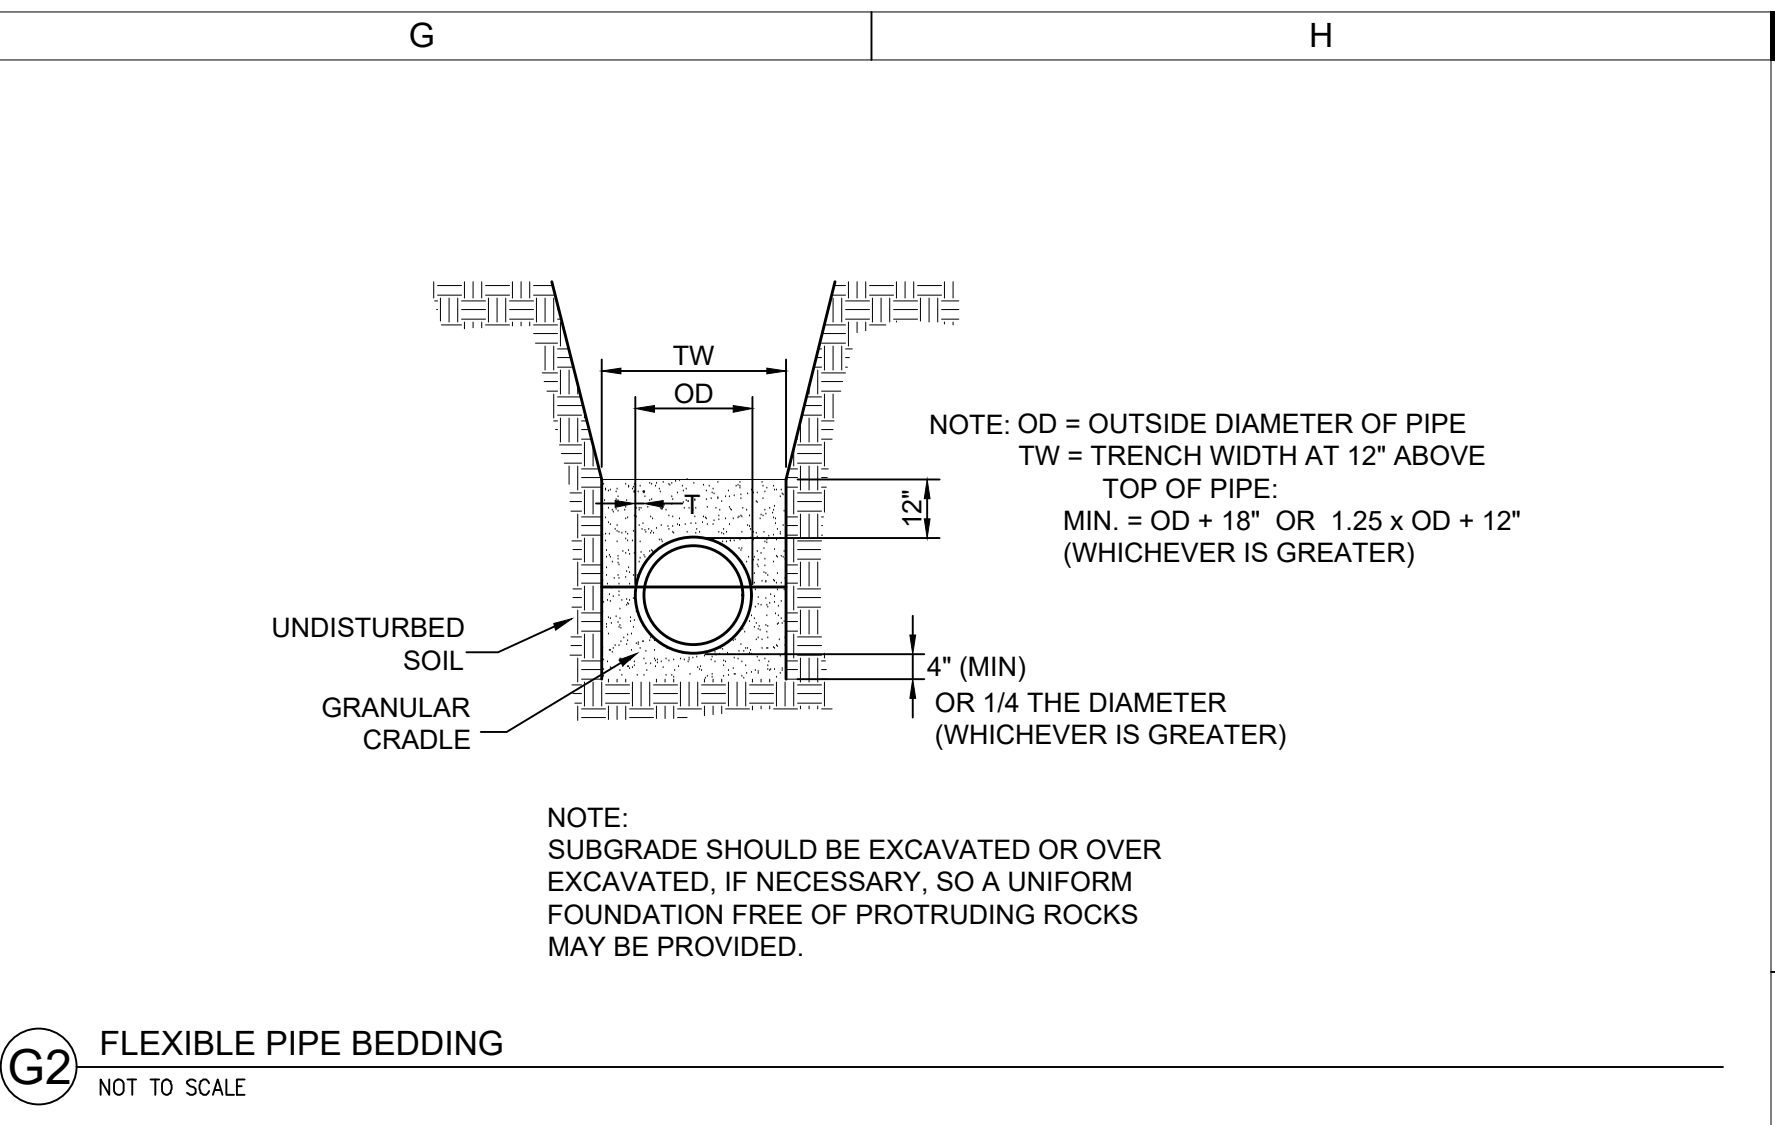 G
H
TW
OD
NOTE: OD = OUTSIDE DIAMETER OF PIPE
TW = TRENCH WIDTH AT 12" ABOVE
TOP OF PIPE:
MIN. = OD + 18" OR 1.25 x OD + 12"
(WHICHEVER IS GREATER)
T
12"
UNDISTURBED
SOIL
GRANULAR
CRADLE
4" (MIN)
OR 1/4 THE DIAMETER
(WHICHEVER IS GREATER)
NOTE:
SUBGRADE SHOULD BE EXCAVATED OR OVER
EXCAVATED, IF NECESSARY, SO A UNIFORM
FOUNDATION FREE OF PROTRUDING ROCKS
MAY BE PROVIDED.
G2
FLEXIBLE PIPE BEDDING
NOT TO SCALE